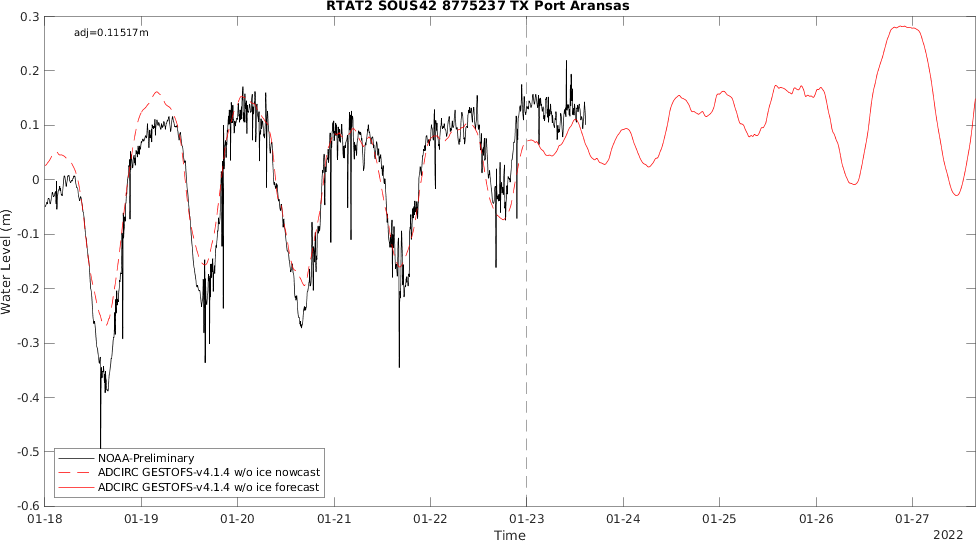 RTAT2 SOUS42 8775237 TX Port Aransas
adj=0.11517m
0.3
0.2
0.1
0
-0.1
-0.2
-0.3
-0.4
-0.5
-0.6
Water Level (m)
NOAA-Preliminary
ADCIRC GESTOFS-v4.1.4 w/o ice nowcast
ADCIRC GESTOFS-v4.1.4 w/o ice forecast
01-18 01-19 01-20 01-21 01-22 01-23 01-24 01-25 01-26 01-27
Time
2022